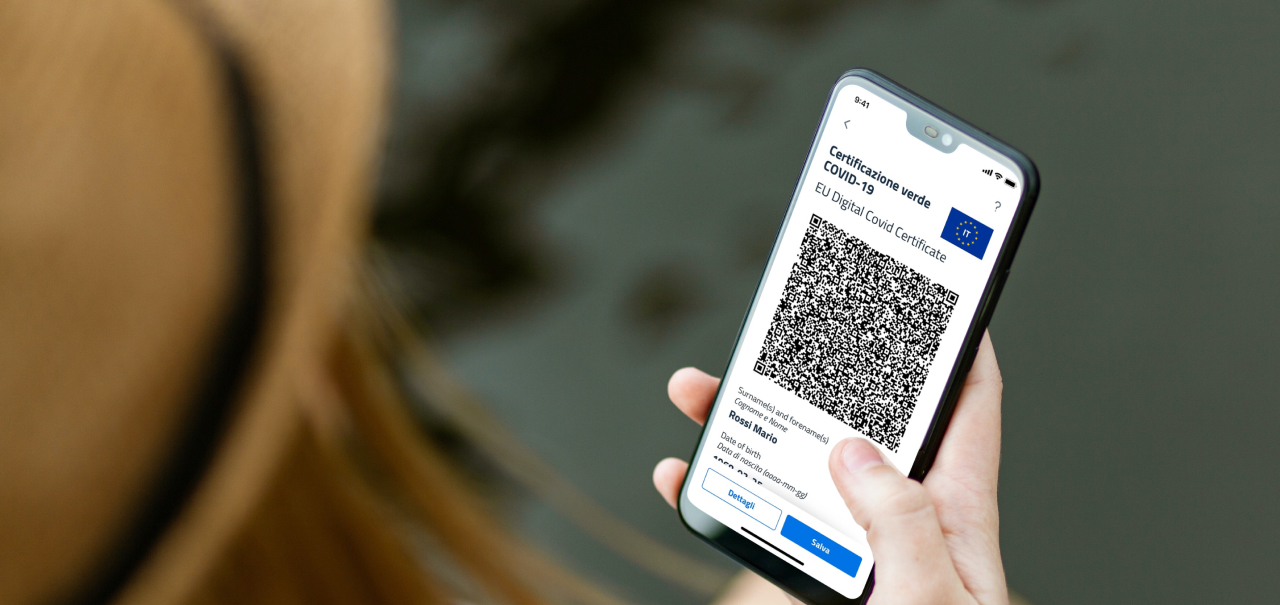 9:41
?
Certificazione verde
COVID-19
EU Digital Covid Certificate
IT
Surname(s) and forename(s)
Cognome e Nome
Rossi Mario
Date of birth
Data di nascita (aaaa-mm-gg)
Dettagli
Salva